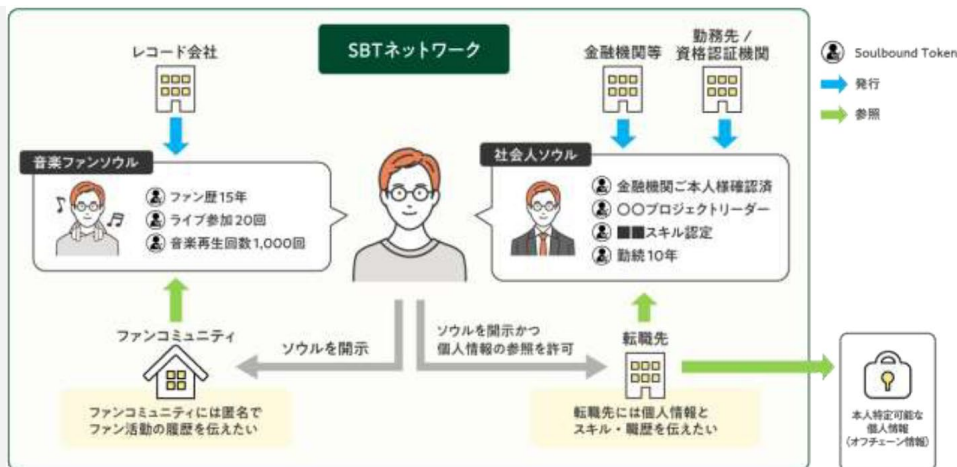 SBTネットワーク
レコード会社
金融機関等
勤務先 /
資格認証機関
Soulbound Token
発行
参照
音楽ファンソウル
ファン歴15年
ライブ参加20回
音楽再生回数1,000回
社会人ソウル
金融機関ご本人様確認済
〇〇プロジェクトリーダー
■■スキル認定
勤続10年
ファンコミュニティ
ソウルを開示
ソウルを開示かつ
個人情報の参照を許可
転職先
ファンコミュニティには匿名で
ファン活動の履歴を伝えたい
転職先には個人情報と
スキル・職歴を伝えたい
本人特定可能な
個人情報
(オフチェーン情報)